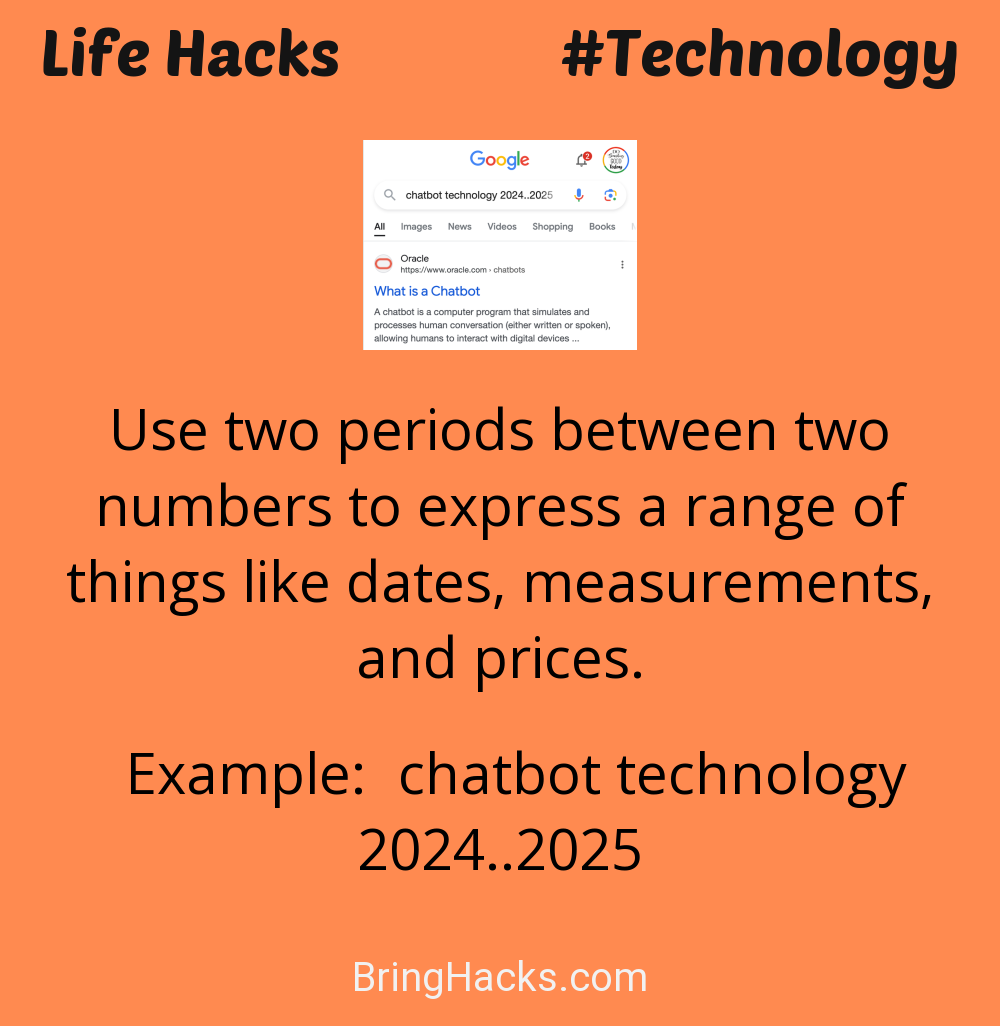 Life Hacks #Technology
Google
2
chatbot technology 2024..2025
All Images News Videos Shopping Books
Oracle
https://www.oracle.com › chatbots
What is a Chatbot
A chatbot is a computer program that simulates and
processes human conversation (either written or spoken),
allowing humans to interact with digital devices ...
Use two periods between two
numbers to express a range of
things like dates, measurements,
and prices.
Example: chatbot technology
2024..2025
BringHacks.com